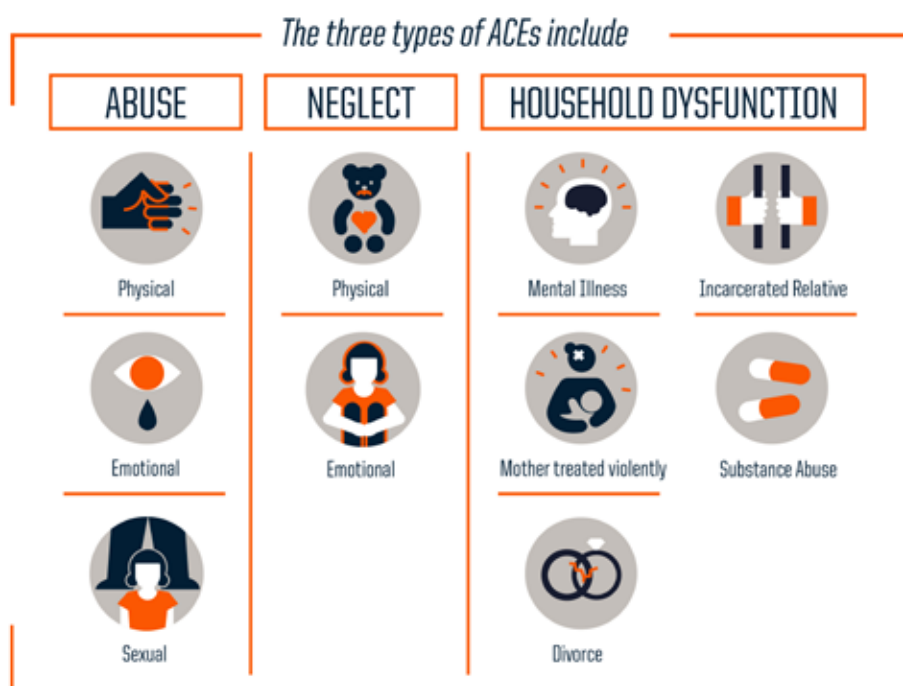 The three types of ACEs include
ABUSE
NEGLECT
HOUSEHOLD DYSFUNCTION
Physical
Physical
Mental Illness
Incarcerated Relative
Emotional
Emotional
Mother treated violently
Substance Abuse
Sexual
Divorce